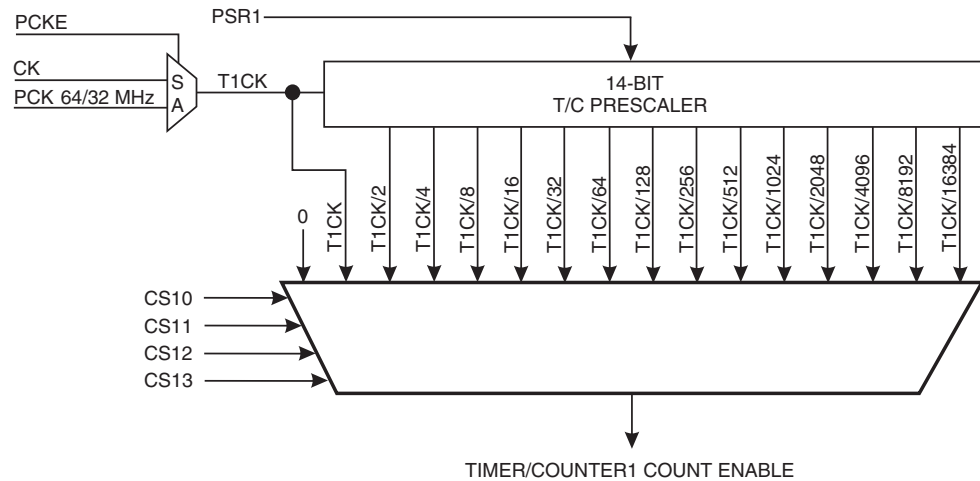 PSR1
PCKE
CK
PCK 64/32 MHz
S
A
T1CK
14-BIT
T/C PRESCALER
0
T1CK
T1CK/2
T1CK/4
T1CK/8
T1CK/16
T1CK/32
T1CK/64
T1CK/128
T1CK/256
T1CK/512
T1CK/1024
T1CK/2048
T1CK/4096
T1CK/8192
T1CK/16384
CS10
CS11
CS12
CS13
TIMER/COUNTER1 COUNT ENABLE